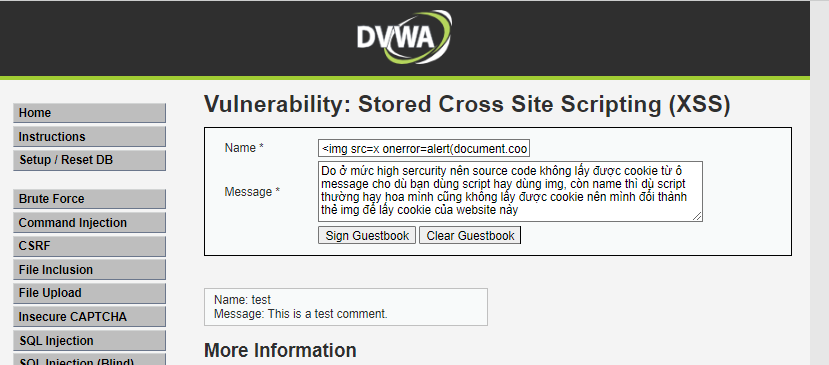 DVWA
Vulnerability: Stored Cross Site Scripting (XSS)
Home
Instructions
Setup / Reset DB
Brute Force
Command Injection
CSRF
File Inclusion
File Upload
Insecure CAPTCHA
SQL Injection
SQL Injection (Blind)
Name *
<img src=x onerror=alert(document.coo
Message *
Do ở mức high sercurity nên source code không lấy được cookie từ ô
message cho dù bạn dùng script hay dùng img, còn name thì dù script
thường hay hoa mình cũng không lấy được cookie nên mình đổi thành
thẻ img để lấy cookie của website này
Sign Guestbook Clear Guestbook
Name: test
Message: This is a test comment.
More Information